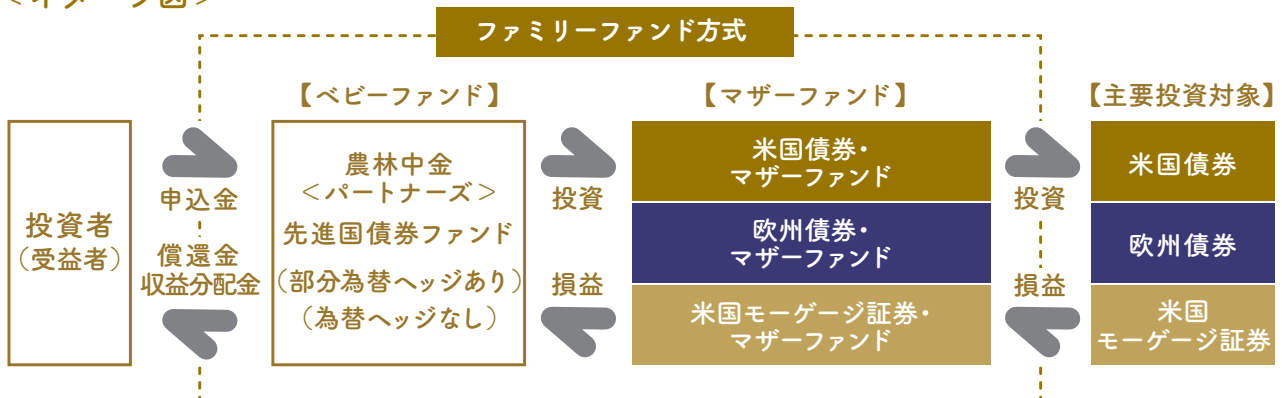 ＜イメージ図＞
ファミリーファンド方式
【ベビーファンド】
【マザーファンド】
【主要投資対象】
投資者
（受益者）
申込金
償還金
収益分配金
農林中金
＜パートナーズ＞
先進国債券ファンド
（部分為替ヘッジあり）
（為替ヘッジなし）
投資
損益
米国債券・
マザーファンド
欧州債券・
マザーファンド
米国モーゲージ証券・
マザーファンド
投資
損益
米国債券
欧州債券
米国
モーゲージ証券